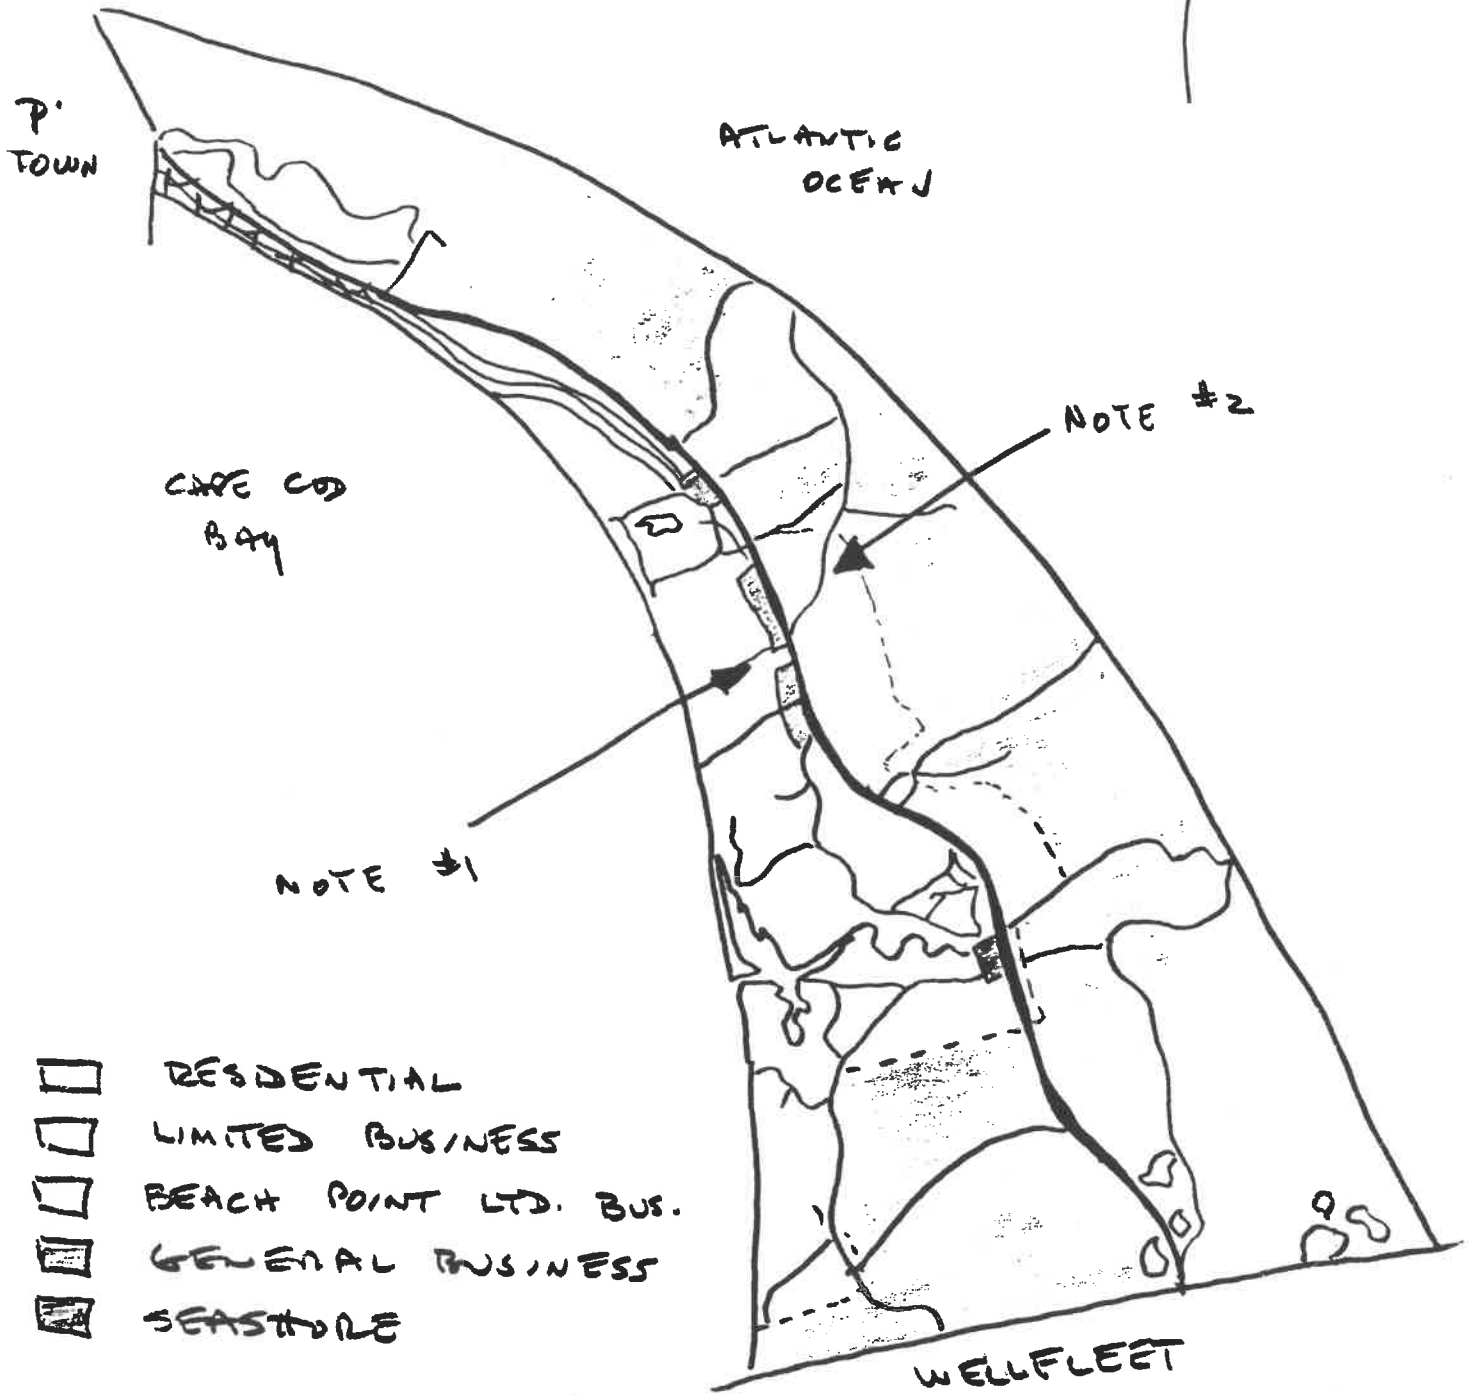 P'
TOWN
ATLANTIC
OCEAN
NOTE #2
CAPE COD
BAY
NOTE #1
RESDENTIAL
LIMITED BUSINESS
BEACH POINT LTD. BUS.
GENERAL BUSINESS
SEASHORE
WELLFLEET